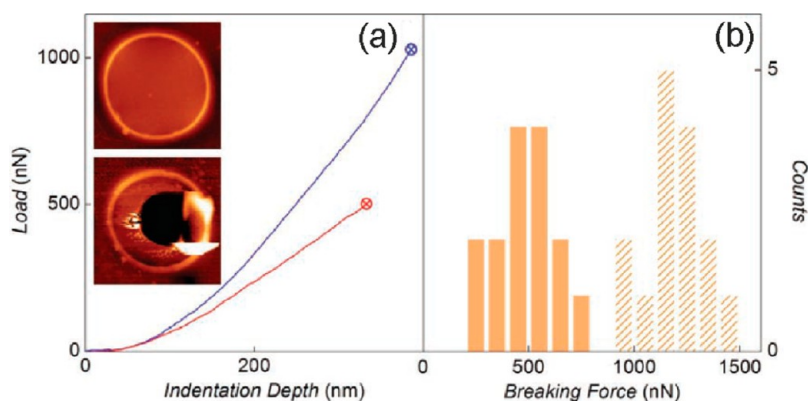 (a)
(b)
1000
500
0
Load (nN)
0
200
Indentation Depth (nm)
0
500
1000
1500
Breaking Force (nN)
5
0
Counts